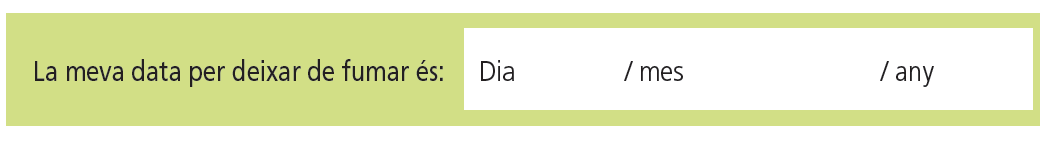 La meva data per deixar de fumar és: Dia / mes / any